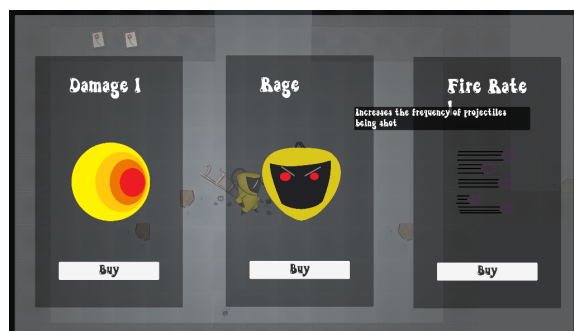 Damage 1
Rage
Fire Rate
1
Increases the frequency of projectiles
being shot
Buy
Buy
Buy